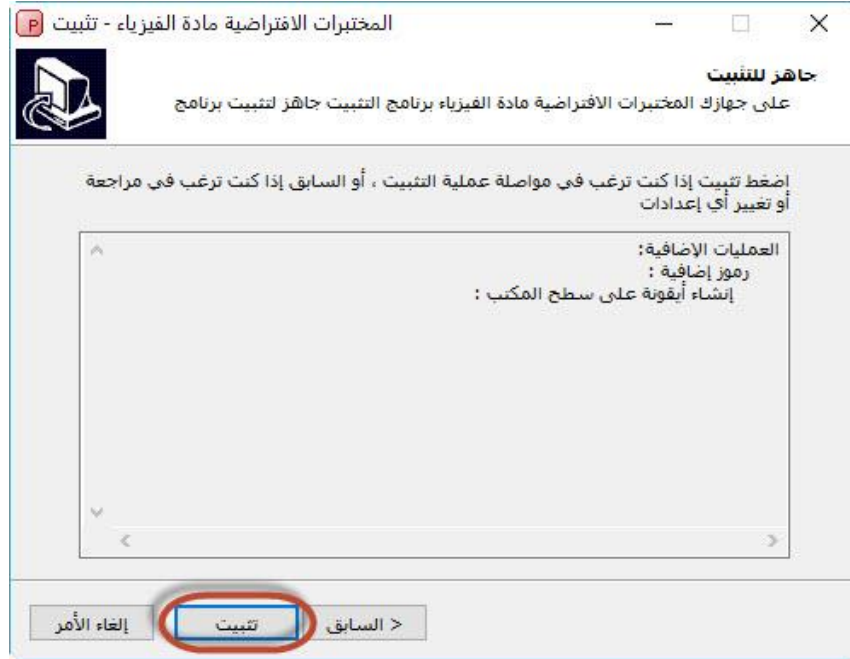 المختبرات الافتراضية مادة الفيزياء - تثبيت
جاهز للتثبيت
على جهازك المختبرات الافتراضية مادة الفيزياء برنامج التثبيت جاهز لتثبيت برنامج
اضغط تثبيت إذا كنت ترغب في مواصلة عملية التثبيت ، أو السابق إذا كنت ترغب في مراجعة
أو تغيير أي إعدادات
العمليات الإضافية:
رموز إضافية :
إنشاء أيقونة على سطح المكتب :
< السابق
تثبيت
إلغاء الأمر
P